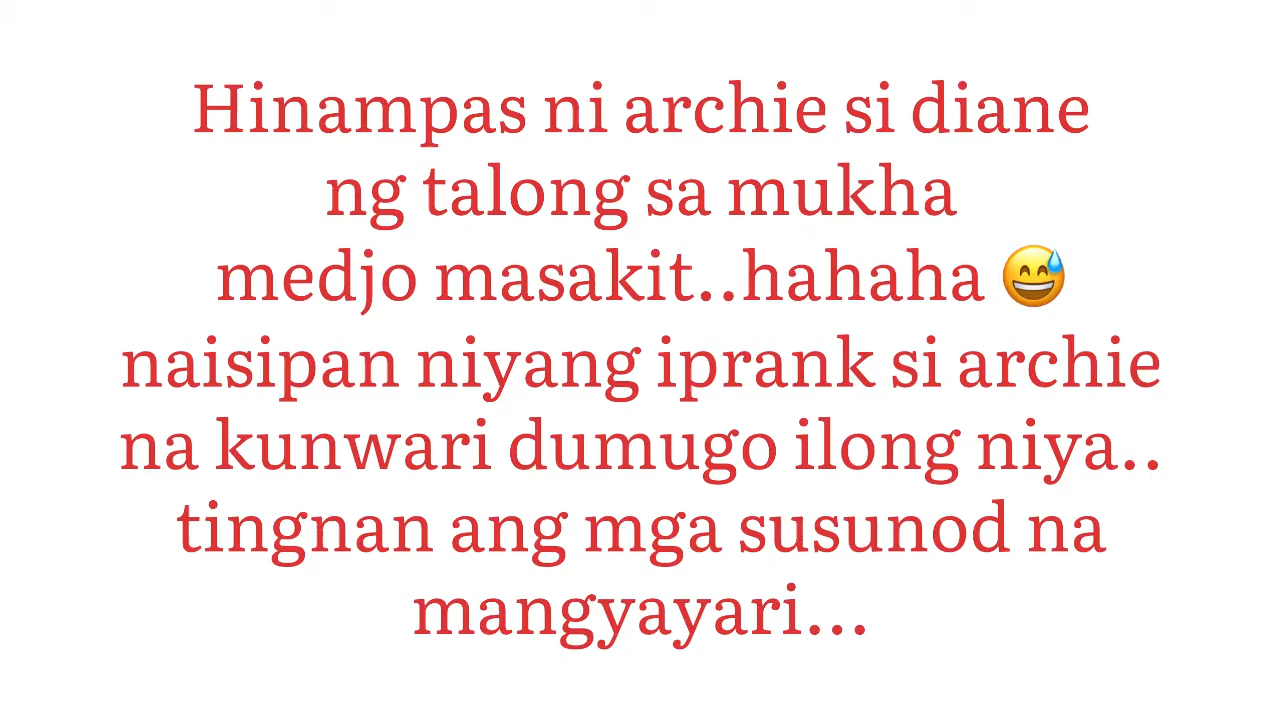 Hinampas ni archie si diane
ng talong sa mukha
medjo masakit..hahaha 😅
naisipan niyang iprank si archie
na kunwari dumugo ilong niya..
tingnan ang mga susunod na
mangyayari...